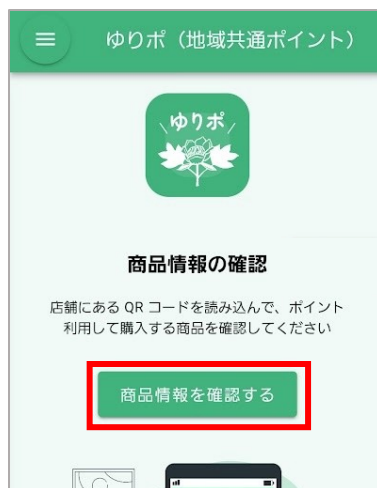 ゆりポ（地域共通ポイント）
ゆりポ
商品情報の確認
店舗にある QR コードを読み込んで、ポイント
利用して購入する商品を確認してください
商品情報を確認する